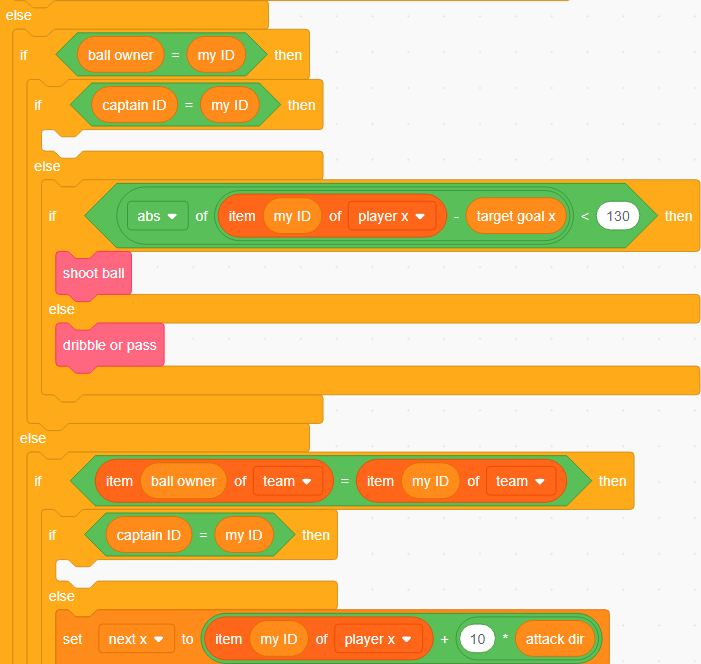 else
if ball owner = my ID then
if captain ID = my ID then
else
if abs of item my ID of player x - target goal x < 130 then
shoot ball
else
dribble or pass
else
if item ball owner of team = item my ID of team then
if captain ID = my ID then
else
set next x to item my ID of player x + 10 * attack dir